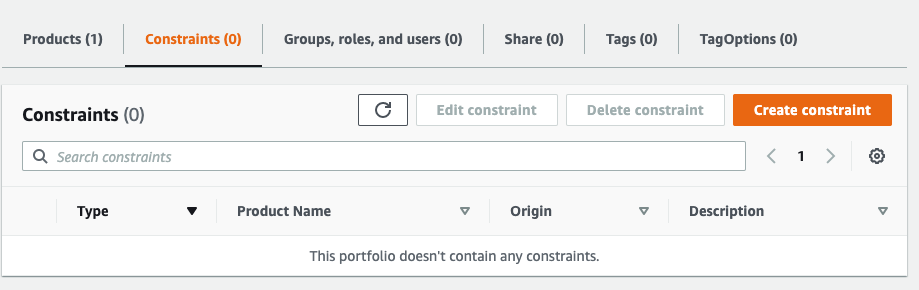 Products (1) Constraints (0) Groups, roles, and users (0) Share (0) Tags (0) TagOptions (0)
Constraints (0) Edit constraint Delete constraint Create constraint
Search constraints 1
Type Product Name Origin Description
This portfolio doesn't contain any constraints.